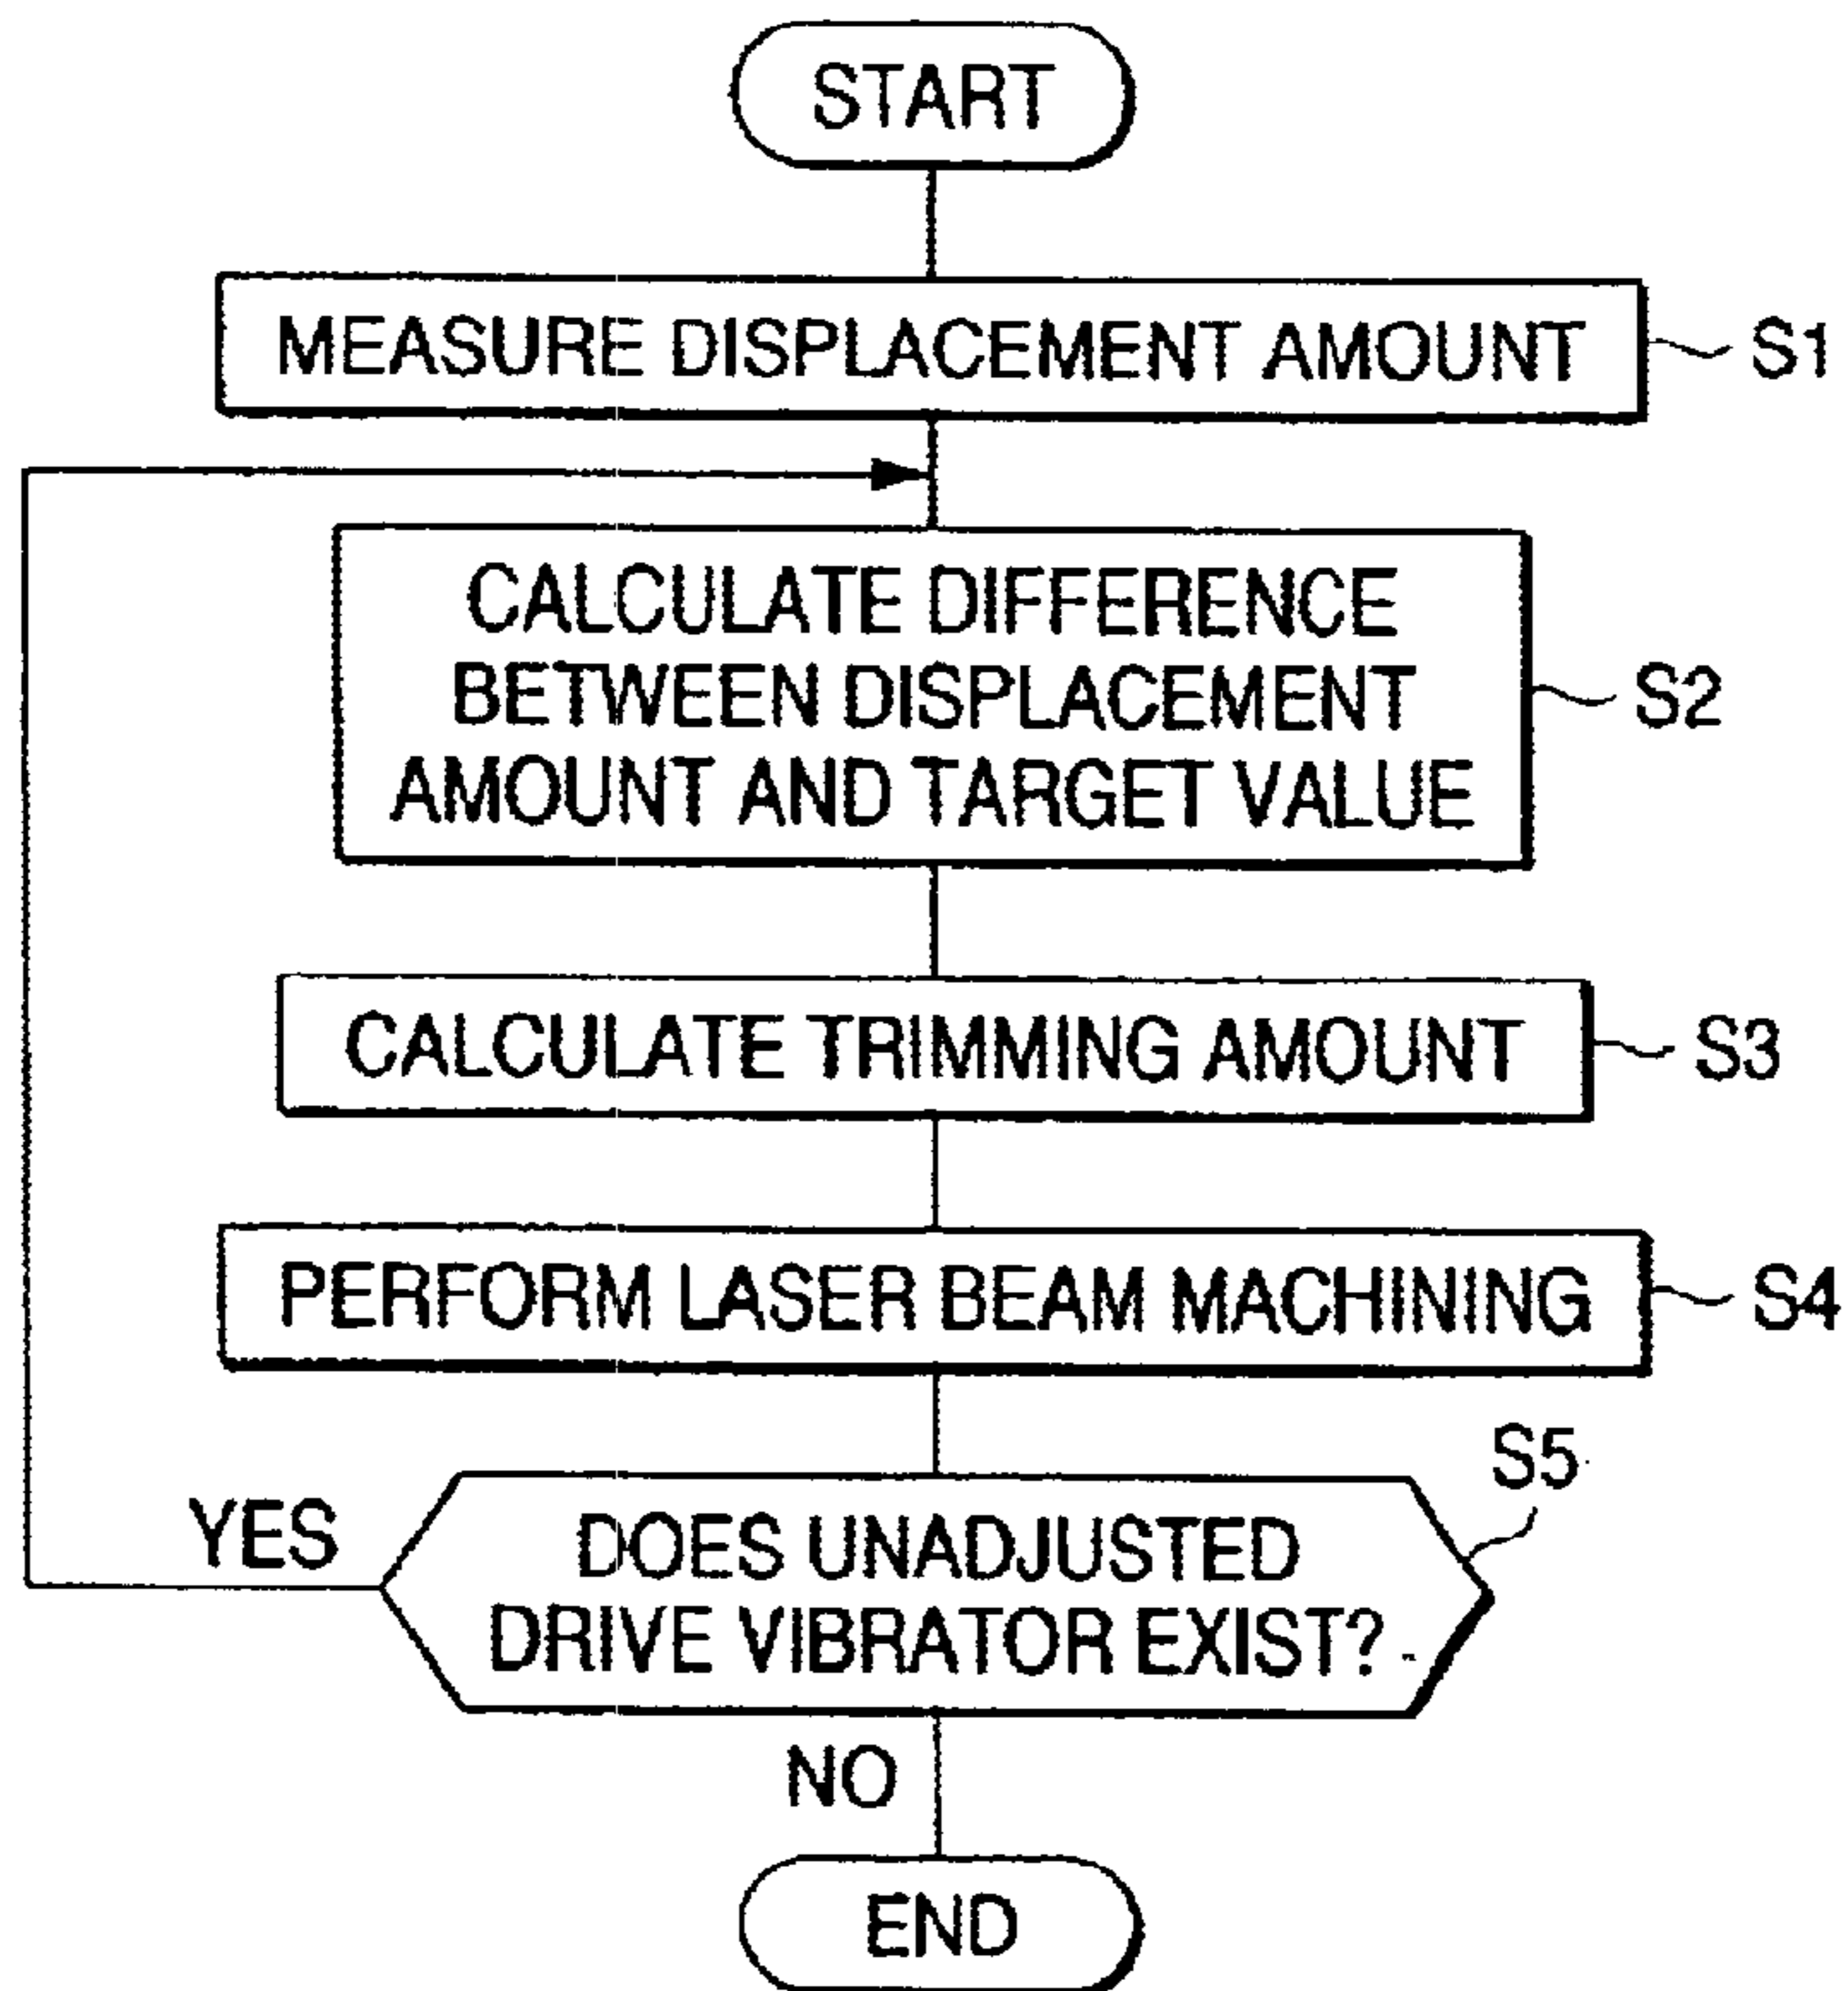 START
MEASURE DISPLACEMENT AMOUNT
S1
CALCULATE DIFFERENCE
BETWEEN DISPLACEMENT
AMOUNT AND TARGET VALUE
S2
CALCULATE TRIMMING AMOUNT
S3
PERFORM LASER BEAM MACHINING
S4
S5
YES
DOES UNADJUSTED
DRIVE VIBRATOR EXIST?
NO
END